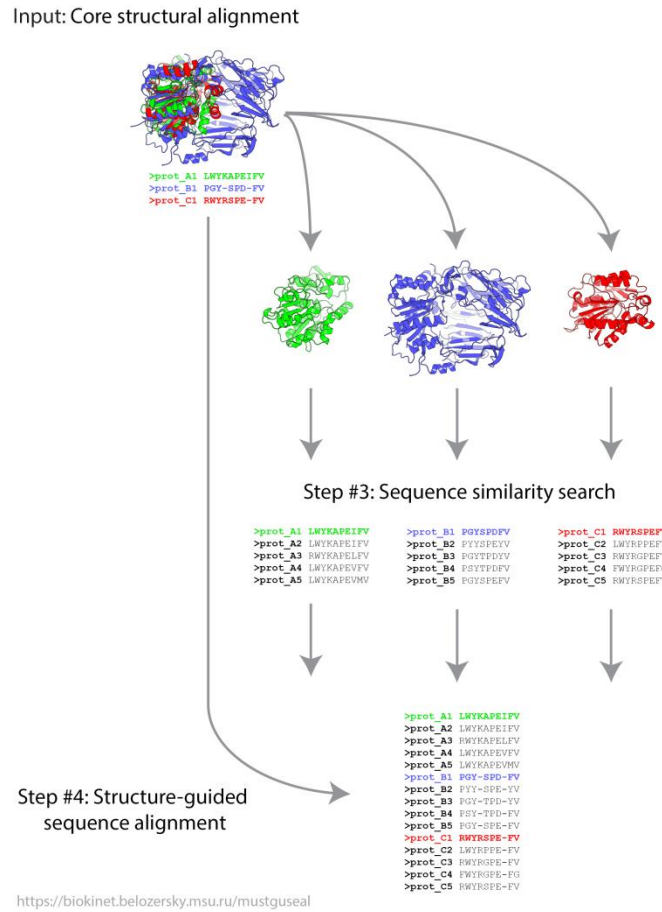 Input: Core structural alignment
>prot_A1 LWYKAPEIFV
>prot_B1 PGY-SPD-FV
>prot_C1 RWYRSPE-FV
Step #3: Sequence similarity search
>prot_A1 LWYKAPEIFV
>prot_A2 LWYKAPEIFV
>prot_A3 RWYKAPELFV
>prot_A4 LWYKAPEVFV
>prot_A5 LWYKAPEVMV
>prot_B1 PGYSPDFV
>prot_B2 PYYSPEYV
>prot_B3 PGYTPDYV
>prot_B4 PSYTPDFV
>prot_B5 PGYSPEFV
>prot_C1 RWYRSPEF
>prot_C2 LWYRPPEF
>prot_C3 RWYRGPEF
>prot_C4 FWYRGPEF
>prot_C5 RWYRSPEF
>prot_A1 LWYKAPEIFV
>prot_A2 LWYKAPEIFV
>prot_A3 RWYKAPELFV
>prot_A4 LWYKAPEVFV
>prot_A5 LWYKAPEVMV
>prot_B1 PGY-SPD-FV
>prot_B2 PYY-SPE-YV
>prot_B3 PGY-TPD-YV
>prot_B4 PSY-TPD-FV
>prot_B5 PGY-SPE-FV
>prot_C1 RWYRSPE-FV
>prot_C2 LWYRPPE-FV
>prot_C3 RWYRGPE-FV
>prot_C4 FWYRGPE-FG
>prot_C5 RWYRSPE-FV
Step #4: Structure-guided
sequence alignment
https://biokinet.belozersky.msu.ru/mustguseal